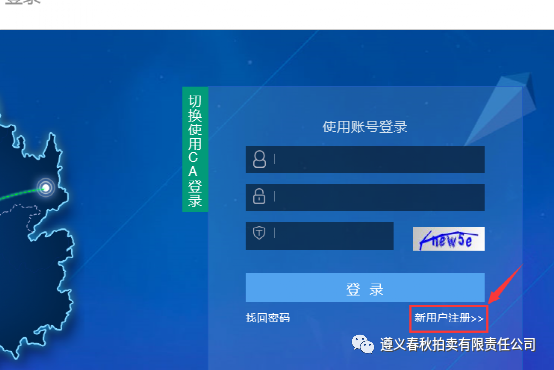 登录
切换使用CA登录
使用账号登录
new5e
登 录
找回密码
新用户注册>>
遵义春秋拍卖有限责任公司